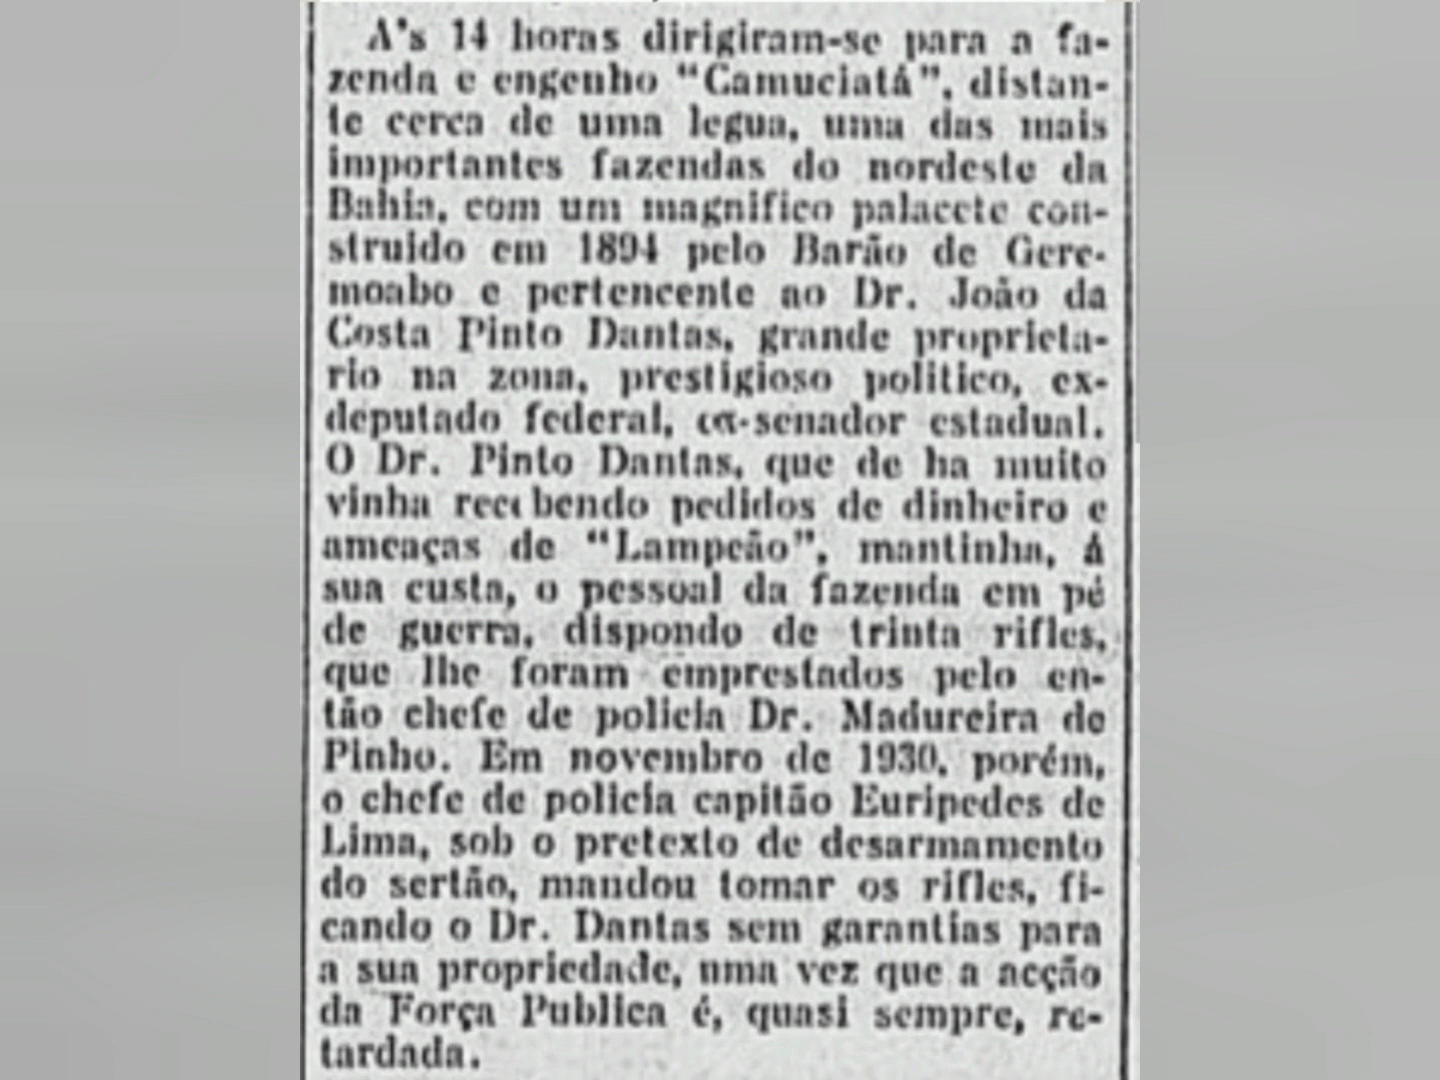 A's 14 horas dirigiram-se para a fa-
zenda e engenho "Camuciatá", distan-
te cerca de uma legua, uma das mais
importantes fazendas do nordeste da
Bahia, com um magnifico palacete con-
struido em 1894 pelo Barão de Gere-
moabo e pertencente ao Dr. João da
Costa Pinto Dantas, grande proprieta-
rio na zona, prestigioso politico, ex-
deputado federal, ex-senador estadual.
O Dr. Pinto Dantas, que de ha muito
vinha recebendo pedidos de dinheiro e
ameaças de "Lampeão", mantinha, á
sua custa, o pessoal da fazenda em pé
de guerra, dispondo de trinta rifles,
que lhe foram emprestados pelo en-
tão chefe de policia Dr. Madureira de
Pinho. Em novembro de 1930, porém,
o chefe de policía capitão Euripedes de
Lima, sob o pretexto de desarmamento
do sertão, mandou tomar os rifles, fi-
cando o Dr. Dantas sem garantias para
a sua propriedade, uma vez que a acção
da Força Publica é, quasi sempre, re-
tardada.